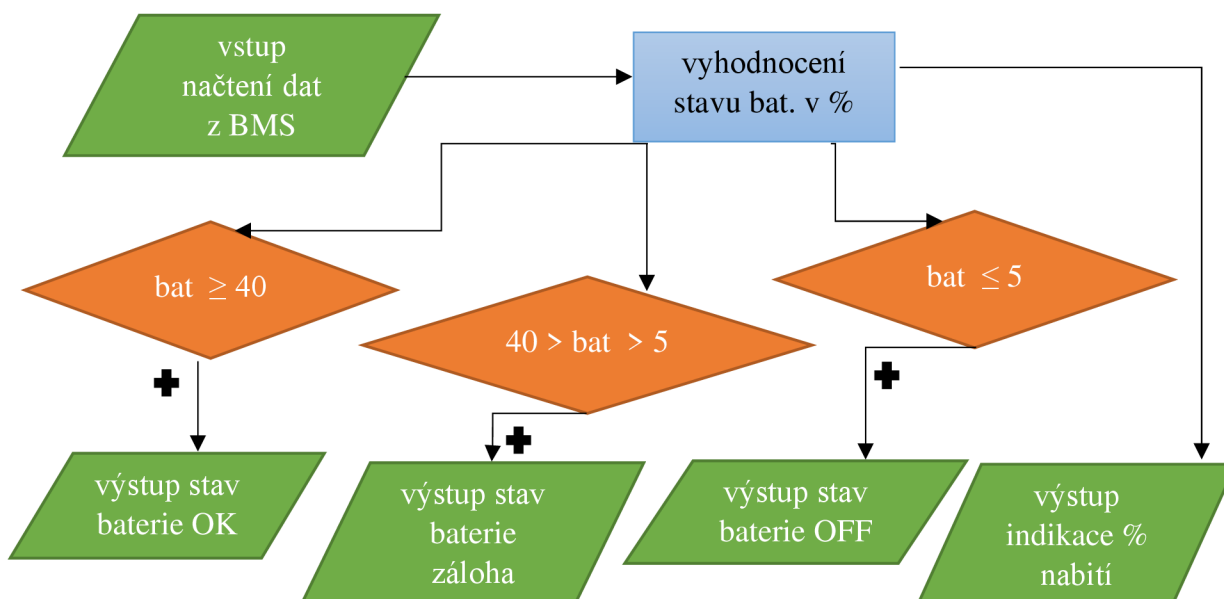 vstup
načtení dat
z BMS
vyhodnocení
stavu bat. v %
bat ≥ 40
40 > bat > 5
bat ≤ 5
výstup stav
baterie OK
výstup stav
baterie
záloha
výstup stav
baterie OFF
výstup
indikace %
nabití